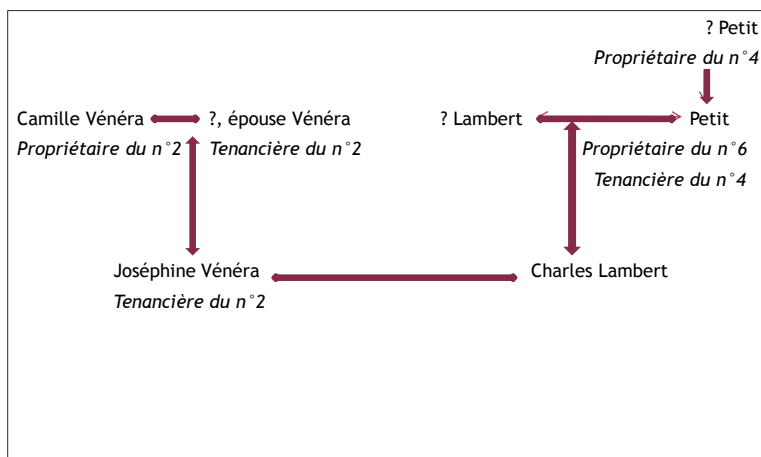 ? Petit
Propriétaire du n°4
Camille Vénéra
?, épouse Vénéra
? Lambert
Petit
Propriétaire du n°2
Tenancière du n°2
Propriétaire du n°6
Tenancière du n°4
Joséphine Vénéra
Charles Lambert
Tenancière du n°2